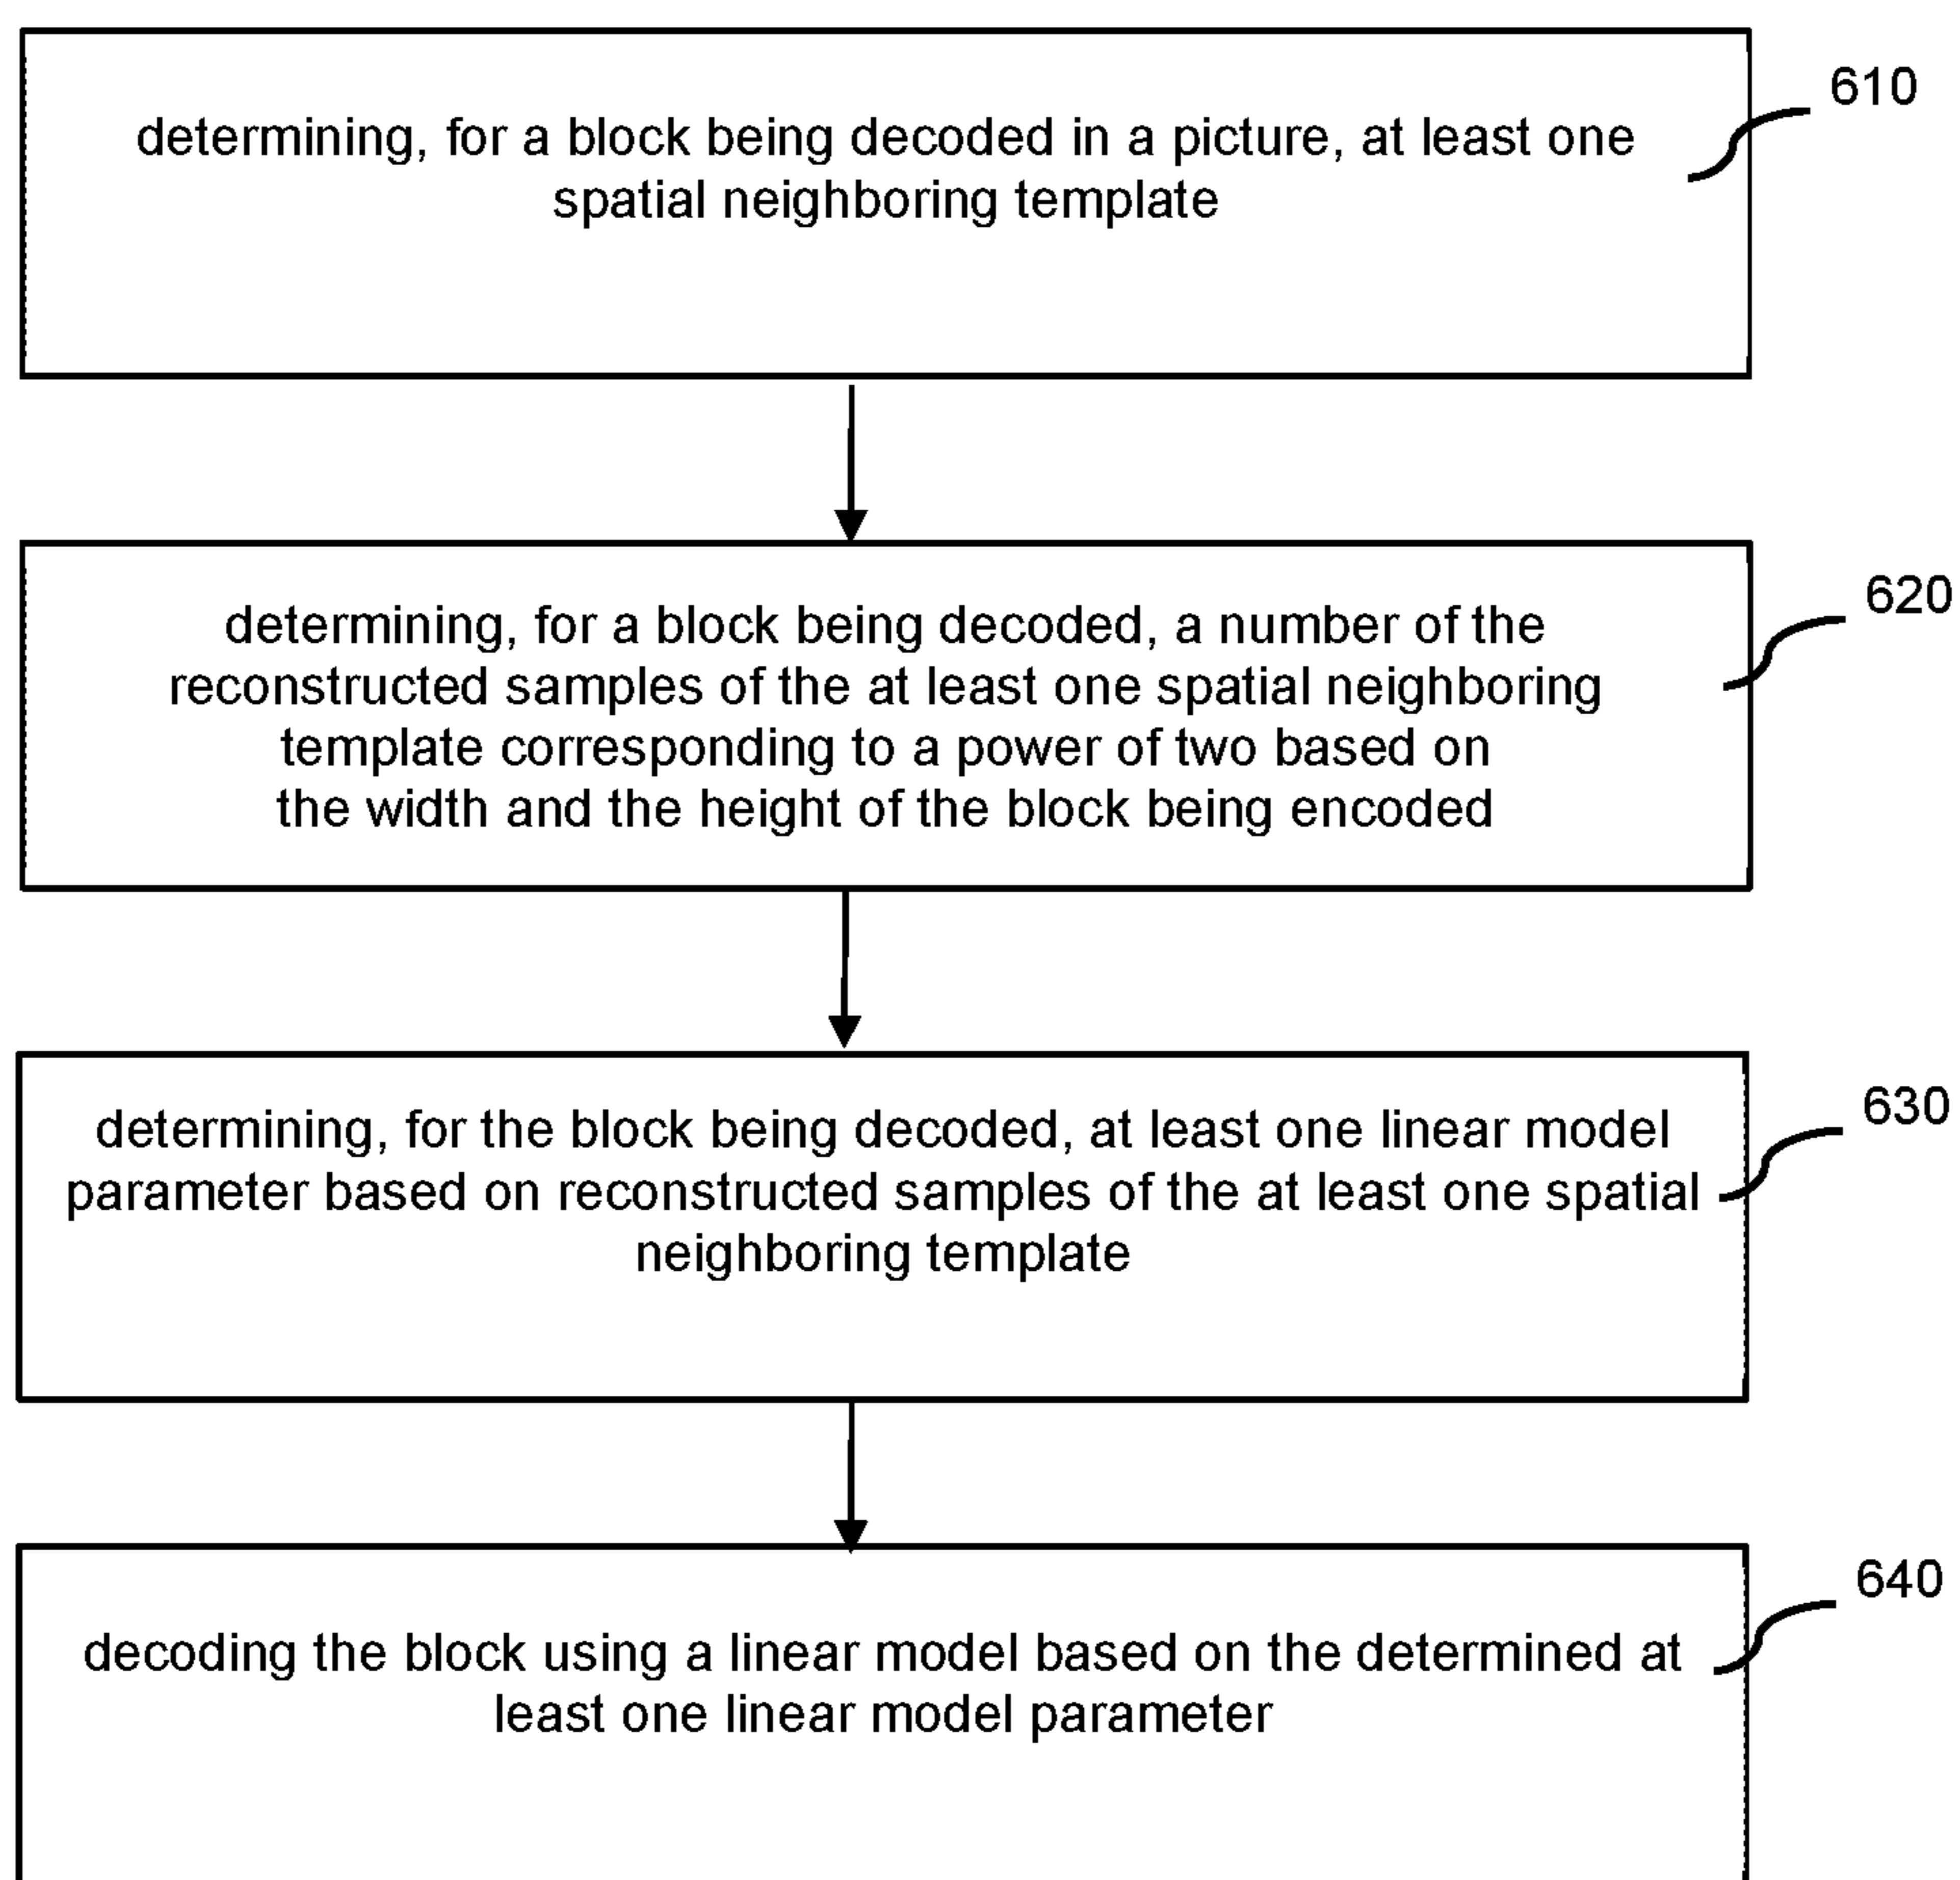 610
determining, for a block being decoded in a picture, at least one
spatial neighboring template
620
determining, for a block being decoded, a number of the
reconstructed samples of the at least one spatial neighboring
template corresponding to a power of two based on
the width and the height of the block being encoded
630
determining, for the block being decoded, at least one linear model
parameter based on reconstructed samples of the at least one spatial
neighboring template
640
decoding the block using a linear model based on the determined at
least one linear model parameter